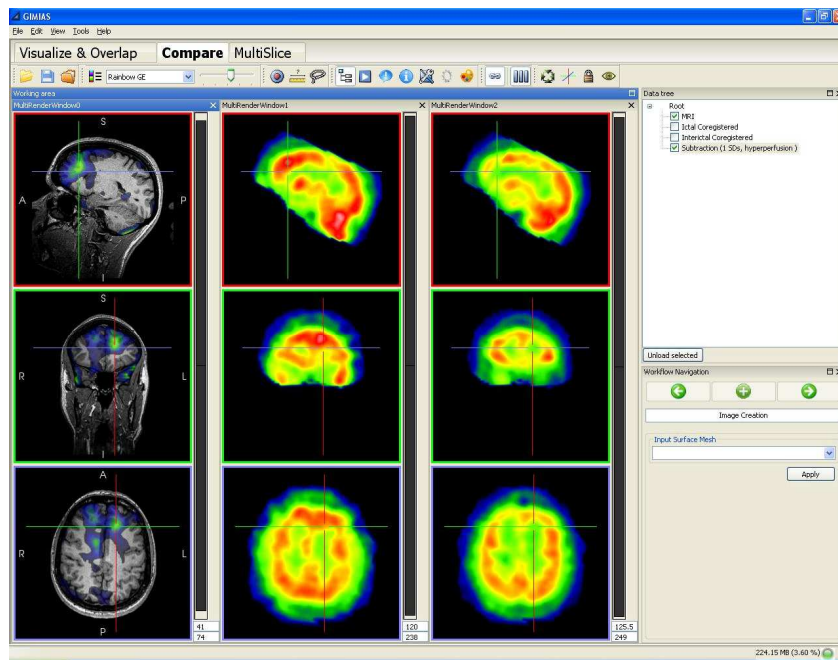 GIMIAS
File Edit View Tools Help
Visualize & Overlap Compare MultiSlice
Rainbow GE
Working area
MultiRenderWindow0 MultiRenderWindow1 MultiRenderWindow2
S
A P
I
S
R L
I
A
R L
P
41
74
120
238
125.5
249
Data tree
Root
MRI
Ictal Coregistered
Interictal Coregistered
Subtraction (1 SDs, hyperperfusion )
Unload selected
Workflow Navigation
Image Creation
Input Surface Mesh
Apply
224.15 MB (3.60 %)